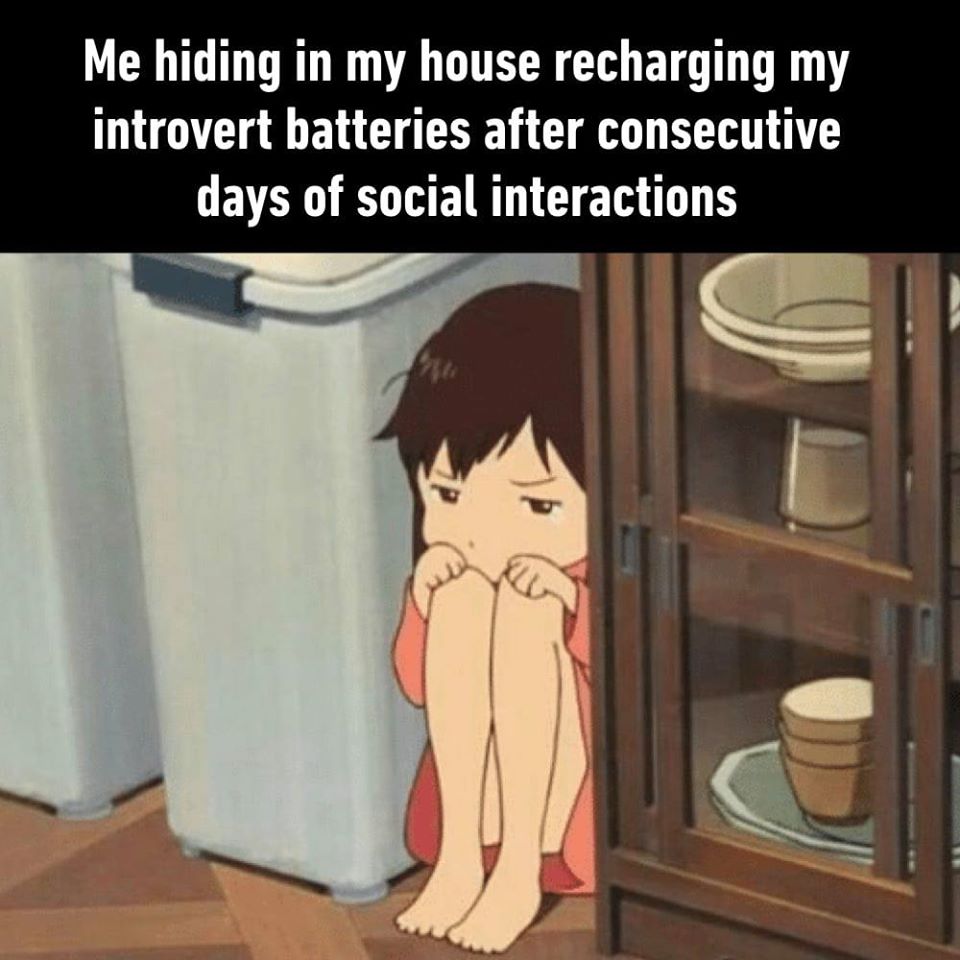 Me hiding in my house recharging my
introvert batteries after consecutive
days of social interactions